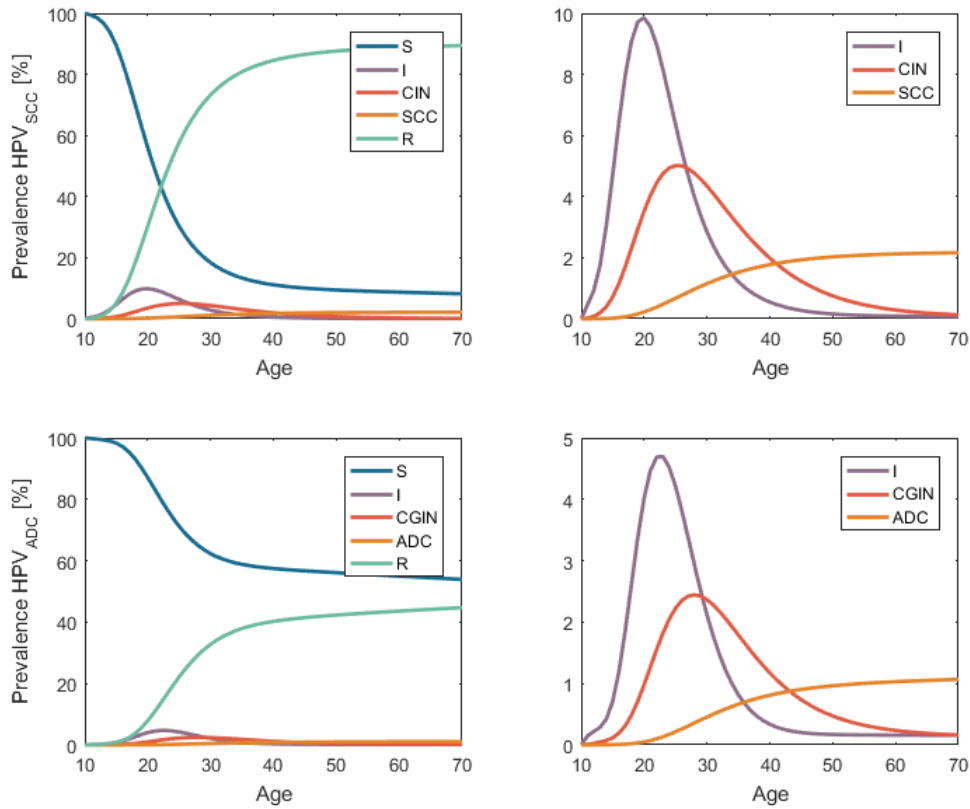 Prevalence HPV_SCC [%]
100
80
60
40
20
0
10 20 30 40 50 60 70
Age
S
I
CIN
SCC
R
10
8
6
4
2
0
10 20 30 40 50 60 70
Age
I
CIN
SCC
Prevalence HPV_ADC [%]
100
80
60
40
20
0
10 20 30 40 50 60 70
Age
S
I
CGIN
ADC
R
5
4
3
2
1
0
10 20 30 40 50 60 70
Age
I
CGIN
ADC